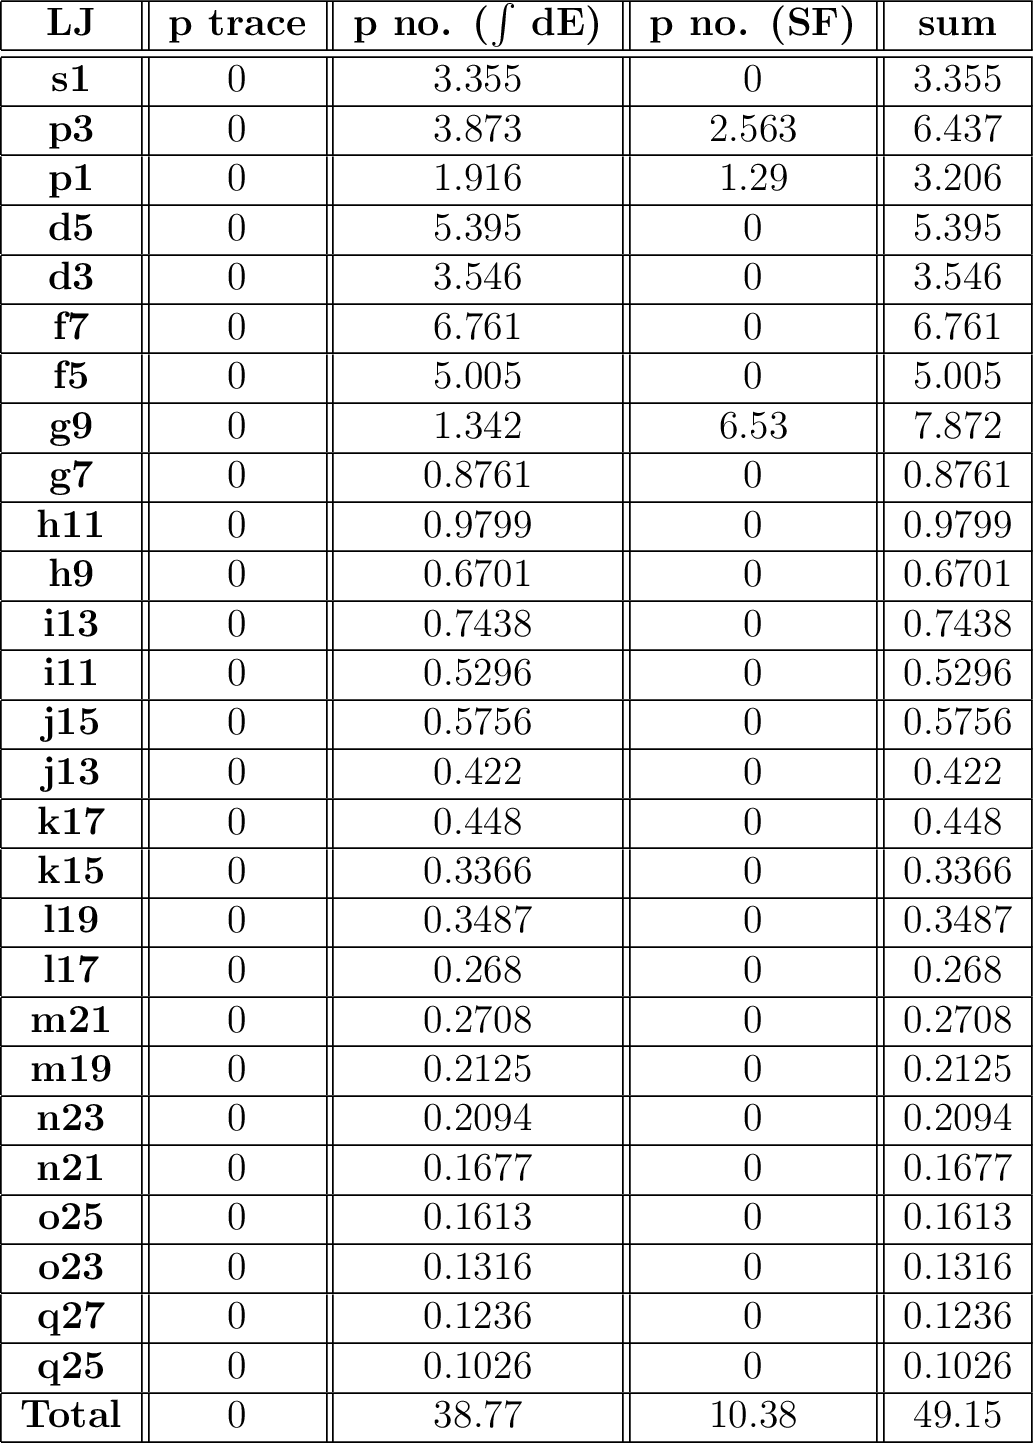 LJ p trace p no. (∫ dE) p no. (SF) sum
s1 0 3.355 0 3.355
p3 0 3.873 2.563 6.437
p1 0 1.916 1.29 3.206
d5 0 5.395 0 5.395
d3 0 3.546 0 3.546
f7 0 6.761 0 6.761
f5 0 5.005 0 5.005
g9 0 1.342 6.53 7.872
g7 0 0.8761 0 0.8761
h11 0 0.9799 0 0.9799
h9 0 0.6701 0 0.6701
i13 0 0.7438 0 0.7438
i11 0 0.5296 0 0.5296
j15 0 0.5756 0 0.5756
j13 0 0.422 0 0.422
k17 0 0.448 0 0.448
k15 0 0.3366 0 0.3366
l19 0 0.3487 0 0.3487
l17 0 0.268 0 0.268
m21 0 0.2708 0 0.2708
m19 0 0.2125 0 0.2125
n23 0 0.2094 0 0.2094
n21 0 0.1677 0 0.1677
o25 0 0.1613 0 0.1613
o23 0 0.1316 0 0.1316
q27 0 0.1236 0 0.1236
q25 0 0.1026 0 0.1026
Total 0 38.77 10.38 49.15